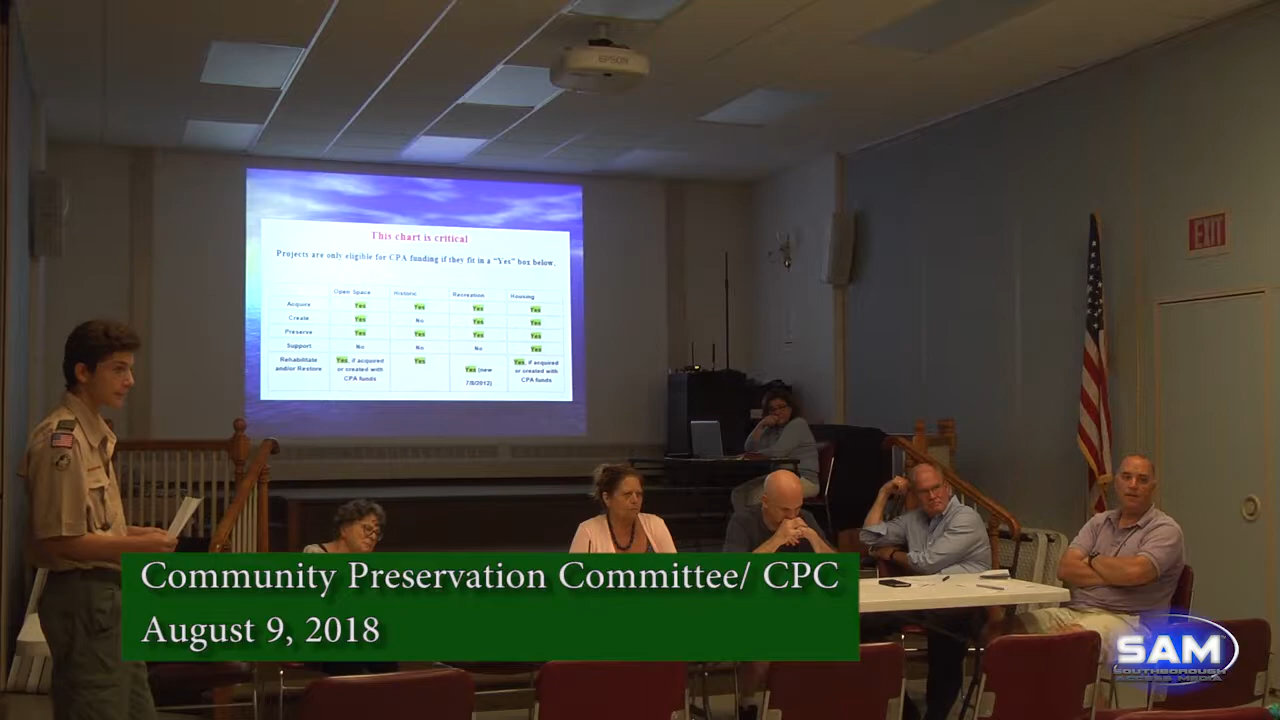 EPSON
EXIT
This chart is critical
Projects are only eligible for CPA funding if they fit in a “Yes” box below.
Open Space Historic Recreation Housing
Acquire Yes Yes Yes Yes
Create Yes No Yes Yes
Preserve Yes Yes Yes Yes
Support No No No Yes
Rehabilitate and/or Restore Yes, if acquired or created with CPA funds Yes Yes (new 7/8/2012) Yes, if acquired or created with CPA funds
Community Preservation Committee/ CPC
August 9, 2018
SAM
SOUTHBOROUGH
ACCESS MEDIA